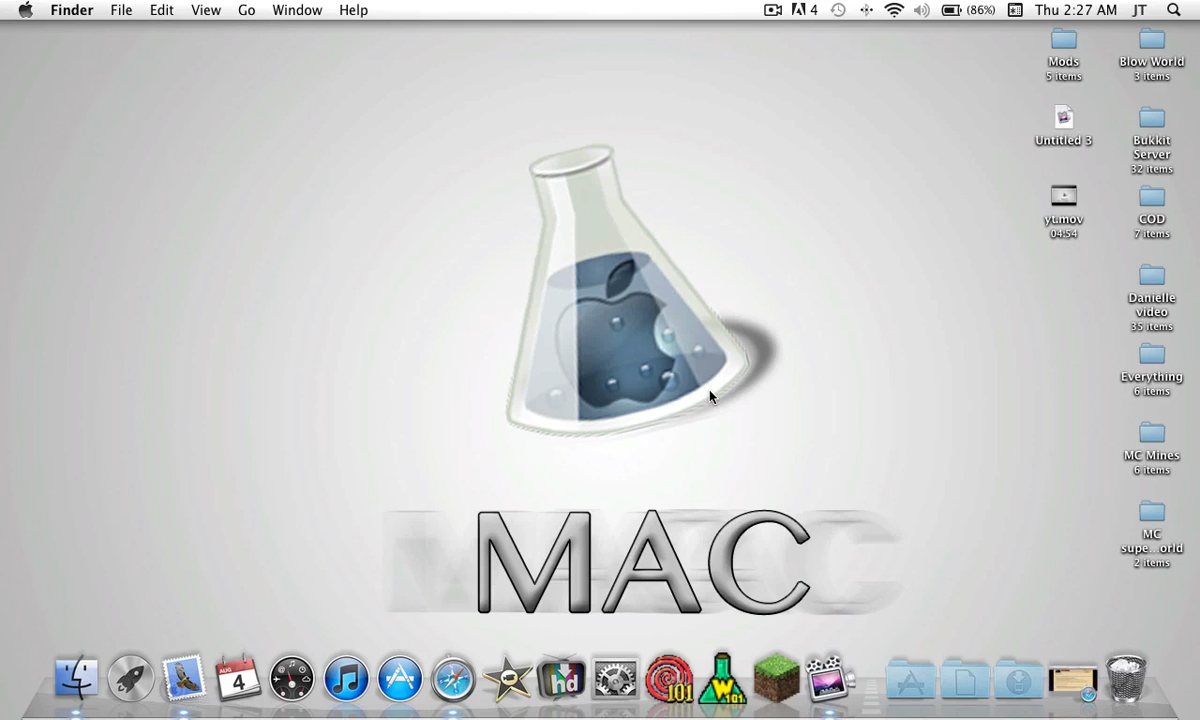 Finder File Edit View Go Window Help 4 (86%) Thu 2:27 AM JT
Mods
5 items
Blow World
3 items
Untitled 3
Bukkit
Server
32 items
yt.mov
04:54
COD
7 items
Danielle
video
35 items
Everything
6 items
MC Mines
6 items
MC
supe...orld
2 items
MAC
AUG
4
hd
101
W
101